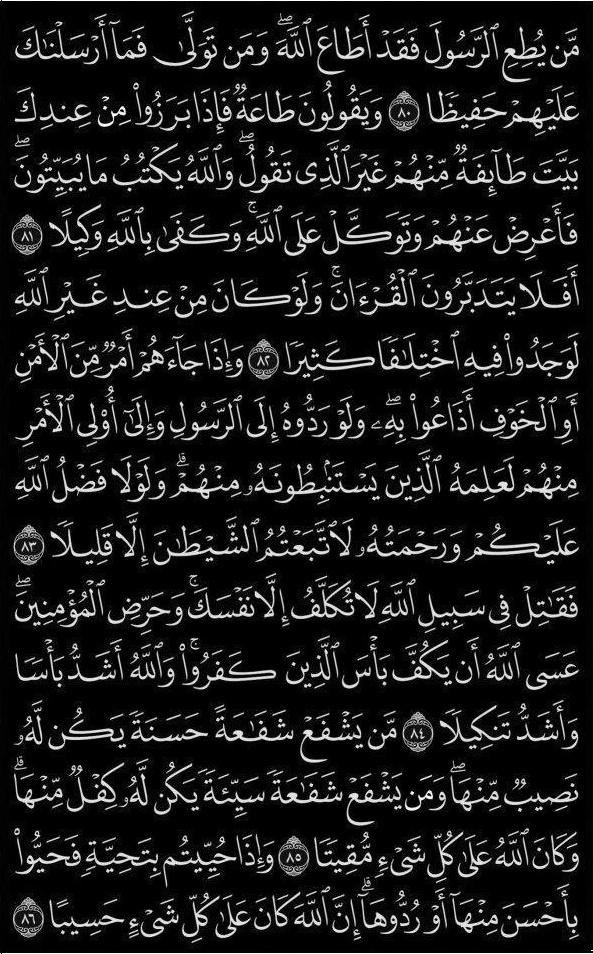 مَّن يُطِعِ ٱلرَّسُولَ فَقَدْ أَطَاعَ ٱللَّهَ ۖ وَمَن تَوَلَّىٰ فَمَآ أَرْسَلْنَٰكَ
عَلَيْهِمْ حَفِيظًا ٨٠ وَيَقُولُونَ طَاعَةٌ فَإِذَا بَرَزُوا۟ مِنْ عِندِكَ
بَيَّتَ طَآئِفَةٌ مِّنْهُمْ غَيْرَ ٱلَّذِى تَقُولُ ۖ وَٱللَّهُ يَكْتُبُ مَا يُبَيِّتُونَ ۖ
فَأَعْرِضْ عَنْهُمْ وَتَوَكَّلْ عَلَى ٱللَّهِ ۚ وَكَفَىٰ بِٱللَّهِ وَكِيلًا ٨١
أَفَلَا يَتَدَبَّرُونَ ٱلْقُرْءَانَ ۚ وَلَوْ كَانَ مِنْ عِندِ غَيْرِ ٱللَّهِ
لَوَجَدُوا۟ فِيهِ ٱخْتِلَٰفًا كَثِيرًا ٨٢ وَإِذَا جَآءَهُمْ أَمْرٌ مِّنَ ٱلْأَمْنِ
أَوِ ٱلْخَوْفِ أَذَاعُوا۟ بِهِۦ ۖ وَلَوْ رَدُّوهُ إِلَى ٱلرَّسُولِ وَإِلَىٰٓ أُو۟لِى ٱلْأَمْرِ
مِنْهُمْ لَعَلِمَهُ ٱلَّذِينَ يَسْتَنۢبِطُونَهُۥ مِنْهُمْ ۗ وَلَوْلَا فَضْلُ ٱللَّهِ
عَلَيْكُمْ وَرَحْمَتُهُۥ لَٱتَّبَعْتُمُ ٱلشَّيْطَٰنَ إِلَّا قَلِيلًا ٨٣
فَقَٰتِلْ فِى سَبِيلِ ٱللَّهِ لَا تُكَلَّفُ إِلَّا نَفْسَكَ ۚ وَحَرِّضِ ٱلْمُؤْمِنِينَ ۖ
عَسَى ٱللَّهُ أَن يَكُفَّ بَأْسَ ٱلَّذِينَ كَفَرُوا۟ ۚ وَٱللَّهُ أَشَدُّ بَأْسًا
وَأَشَدُّ تَنكِيلًا ٨٤ مَّن يَشْفَعْ شَفَٰعَةً حَسَنَةً يَكُن لَّهُۥ
نَصِيبٌ مِّنْهَا ۖ وَمَن يَشْفَعْ شَفَٰعَةً سَيِّئَةً يَكُن لَّهُۥ كِفْلٌ مِّنْهَا ۗ
وَكَانَ ٱللَّهُ عَلَىٰ كُلِّ شَىْءٍ مُّقِيتًا ٨٥ وَإِذَا حُيِّيتُم بِتَحِيَّةٍ فَحَيُّوا۟
بِأَحْسَنَ مِنْهَآ أَوْ رُدُّوهَآ ۗ إِنَّ ٱللَّهَ كَانَ عَلَىٰ كُلِّ شَىْءٍ حَسِيبًا ٨٦